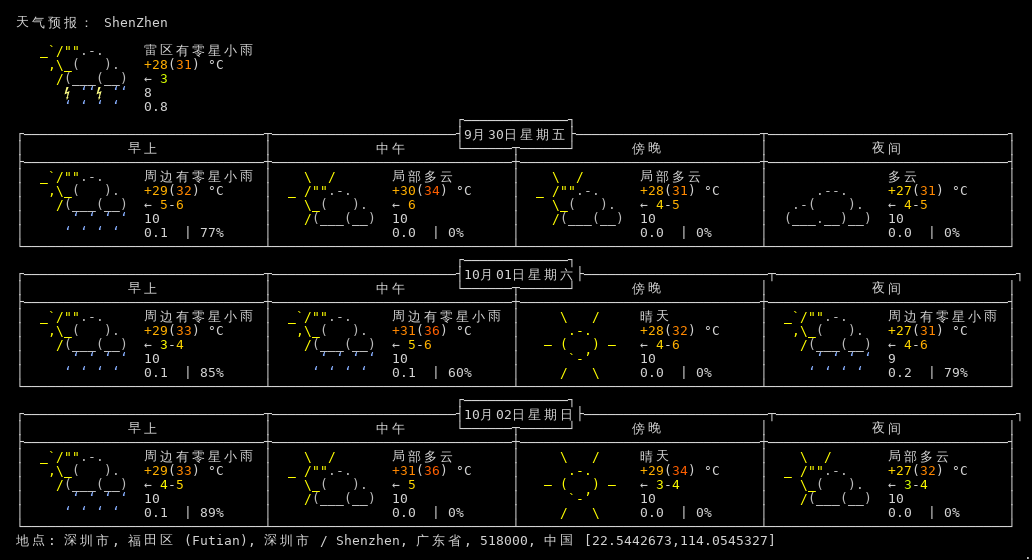 天气预报： ShenZhen
雷区有零星小雨
+28(31) °C
← 3
8
0.8
9月30日星期五
早上 中午 傍晚 夜间
周边有零星小雨 局部多云 局部多云 多云
+29(32) °C +30(34) °C +28(31) °C +27(31) °C
← 5-6 ← 6 ← 4-5 ← 4-5
10 10 10 10
0.1 | 77% 0.0 | 0% 0.0 | 0% 0.0 | 0%
10月01日星期六
早上 中午 傍晚 夜间
周边有零星小雨 周边有零星小雨 晴天 周边有零星小雨
+29(33) °C +31(36) °C +28(32) °C +27(31) °C
← 3-4 ← 5-6 ← 4-6 ← 4-6
10 10 10 9
0.1 | 85% 0.1 | 60% 0.0 | 0% 0.2 | 79%
10月02日星期日
早上 中午 傍晚 夜间
周边有零星小雨 局部多云 晴天 局部多云
+29(33) °C +31(36) °C +29(34) °C +27(32) °C
← 4-5 ← 5 ← 3-4 ← 3-4
10 10 10 10
0.1 | 89% 0.0 | 0% 0.0 | 0% 0.0 | 0%
地点: 深圳市, 福田区 (Futian), 深圳市 / Shenzhen, 广东省, 518000, 中国 [22.5442673,114.0545327]